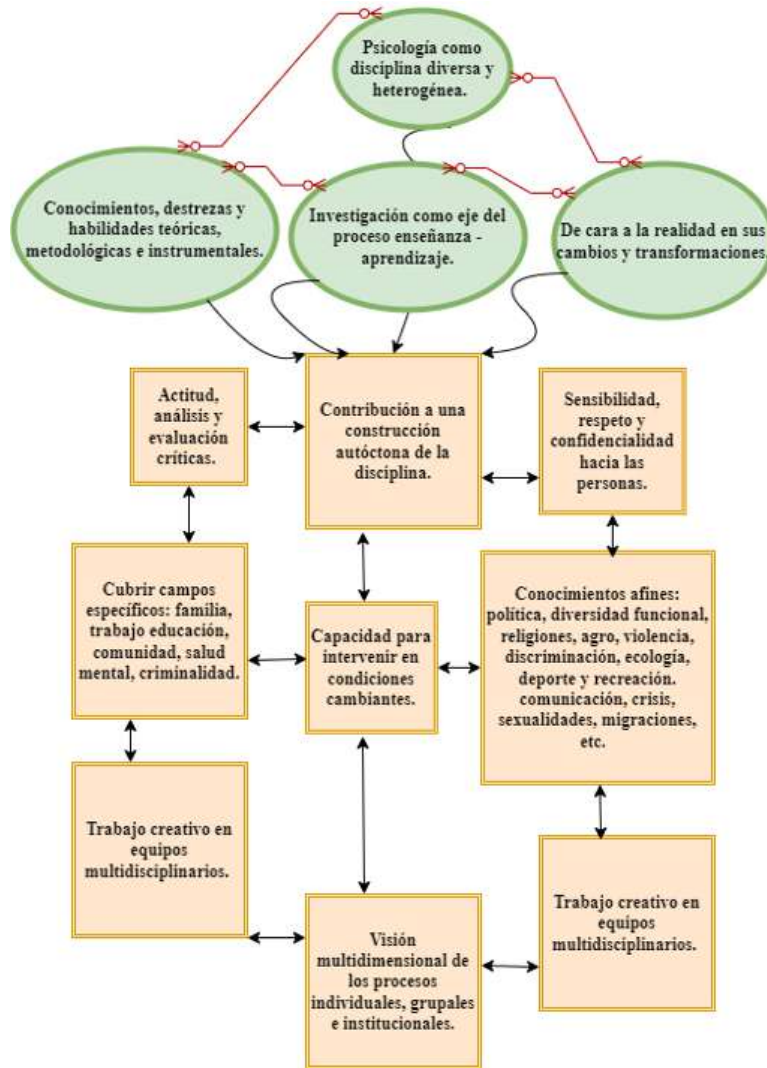 Psicología como
disciplina diversa y
heterogénea.
Conocimientos, destrezas y
habilidades teóricas,
metodológicas e instrumentales.
Investigación como eje del
proceso enseñanza -
aprendizaje.
De cara a la realidad en sus
cambios y transformaciones.
Actitud,
análisis y
evaluación
críticas.
Contribución a una
construcción
autóctona de la
disciplina.
Sensibilidad,
respeto y
confidencialidad
hacia las
personas.
Cubrir campos
específicos: familia,
trabajo educación,
comunidad, salud
mental, criminalidad.
Capacidad para
intervenir en
condiciones
cambiantes.
Conocimientos afines:
política, diversidad funcional,
religiones, agro, violencia,
discriminación, ecología,
deporte y recreación.
comunicación, crisis,
sexualidades, migraciones,
etc.
Trabajo creativo en
equipos
multidisciplinarios.
Visión
multidimensional de
los procesos
individuales, grupales
e institucionales.
Trabajo creativo en
equipos
multidisciplinarios.